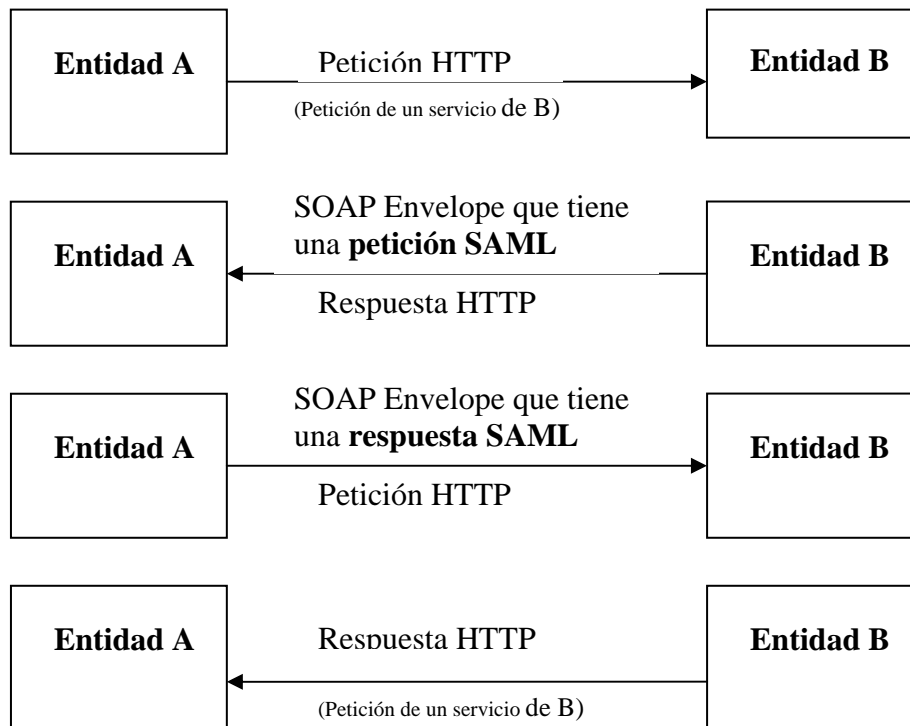 Entidad A
Petición HTTP
(Petición de un servicio de B)
Entidad B
Entidad A
SOAP Envelope que tiene
una petición SAML
Respuesta HTTP
Entidad B
Entidad A
SOAP Envelope que tiene
una respuesta SAML
Petición HTTP
Entidad B
Entidad A
Respuesta HTTP
(Petición de un servicio de B)
Entidad B